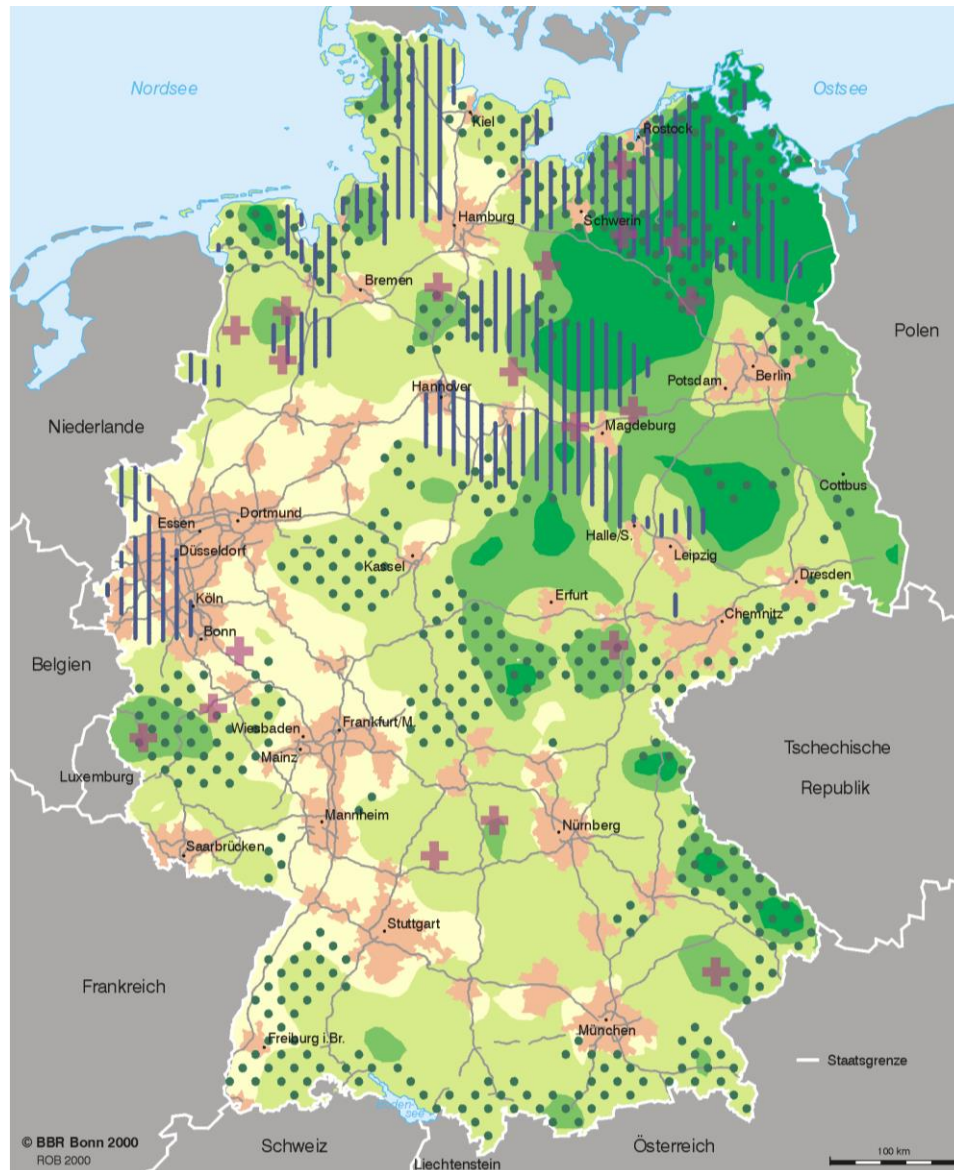 Nordsee
Ostsee
Kiel
Rostock
Hamburg
Schwerin
Bremen
Polen
Berlin
Potsdam
Hannover
Magdeburg
Niederlande
Cottbus
Essen
Dortmund
Halle/S.
Düsseldorf
Leipzig
Kassel
Dresden
Köln
Erfurt
Chemnitz
Bonn
Belgien
Wiesbaden
Frankfurt/M.
Mainz
Tschechische
Republik
Luxemburg
Mannheim
Nürnberg
Saarbrücken
Stuttgart
Frankreich
München
Freiburg i.Br.
Staatsgrenze
see
© BBR Bonn 2000
ROB 2000
Schweiz
Österreich
100 km
Liechtenstein